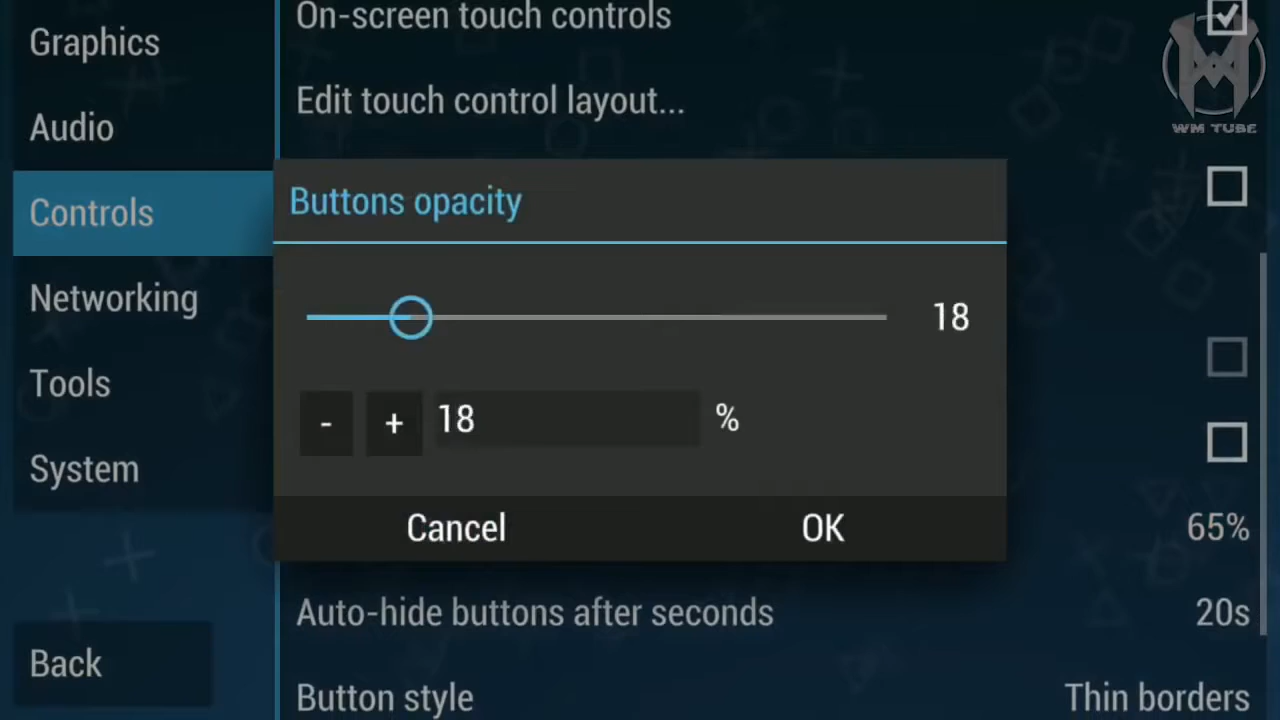 Graphics
Audio
Controls
Networking
Tools
System
Back
On-screen touch controls
Edit touch control layout...
WM TUBE
Buttons opacity
18
- + 18 %
Cancel OK
65%
Auto-hide buttons after seconds 20s
Button style Thin borders